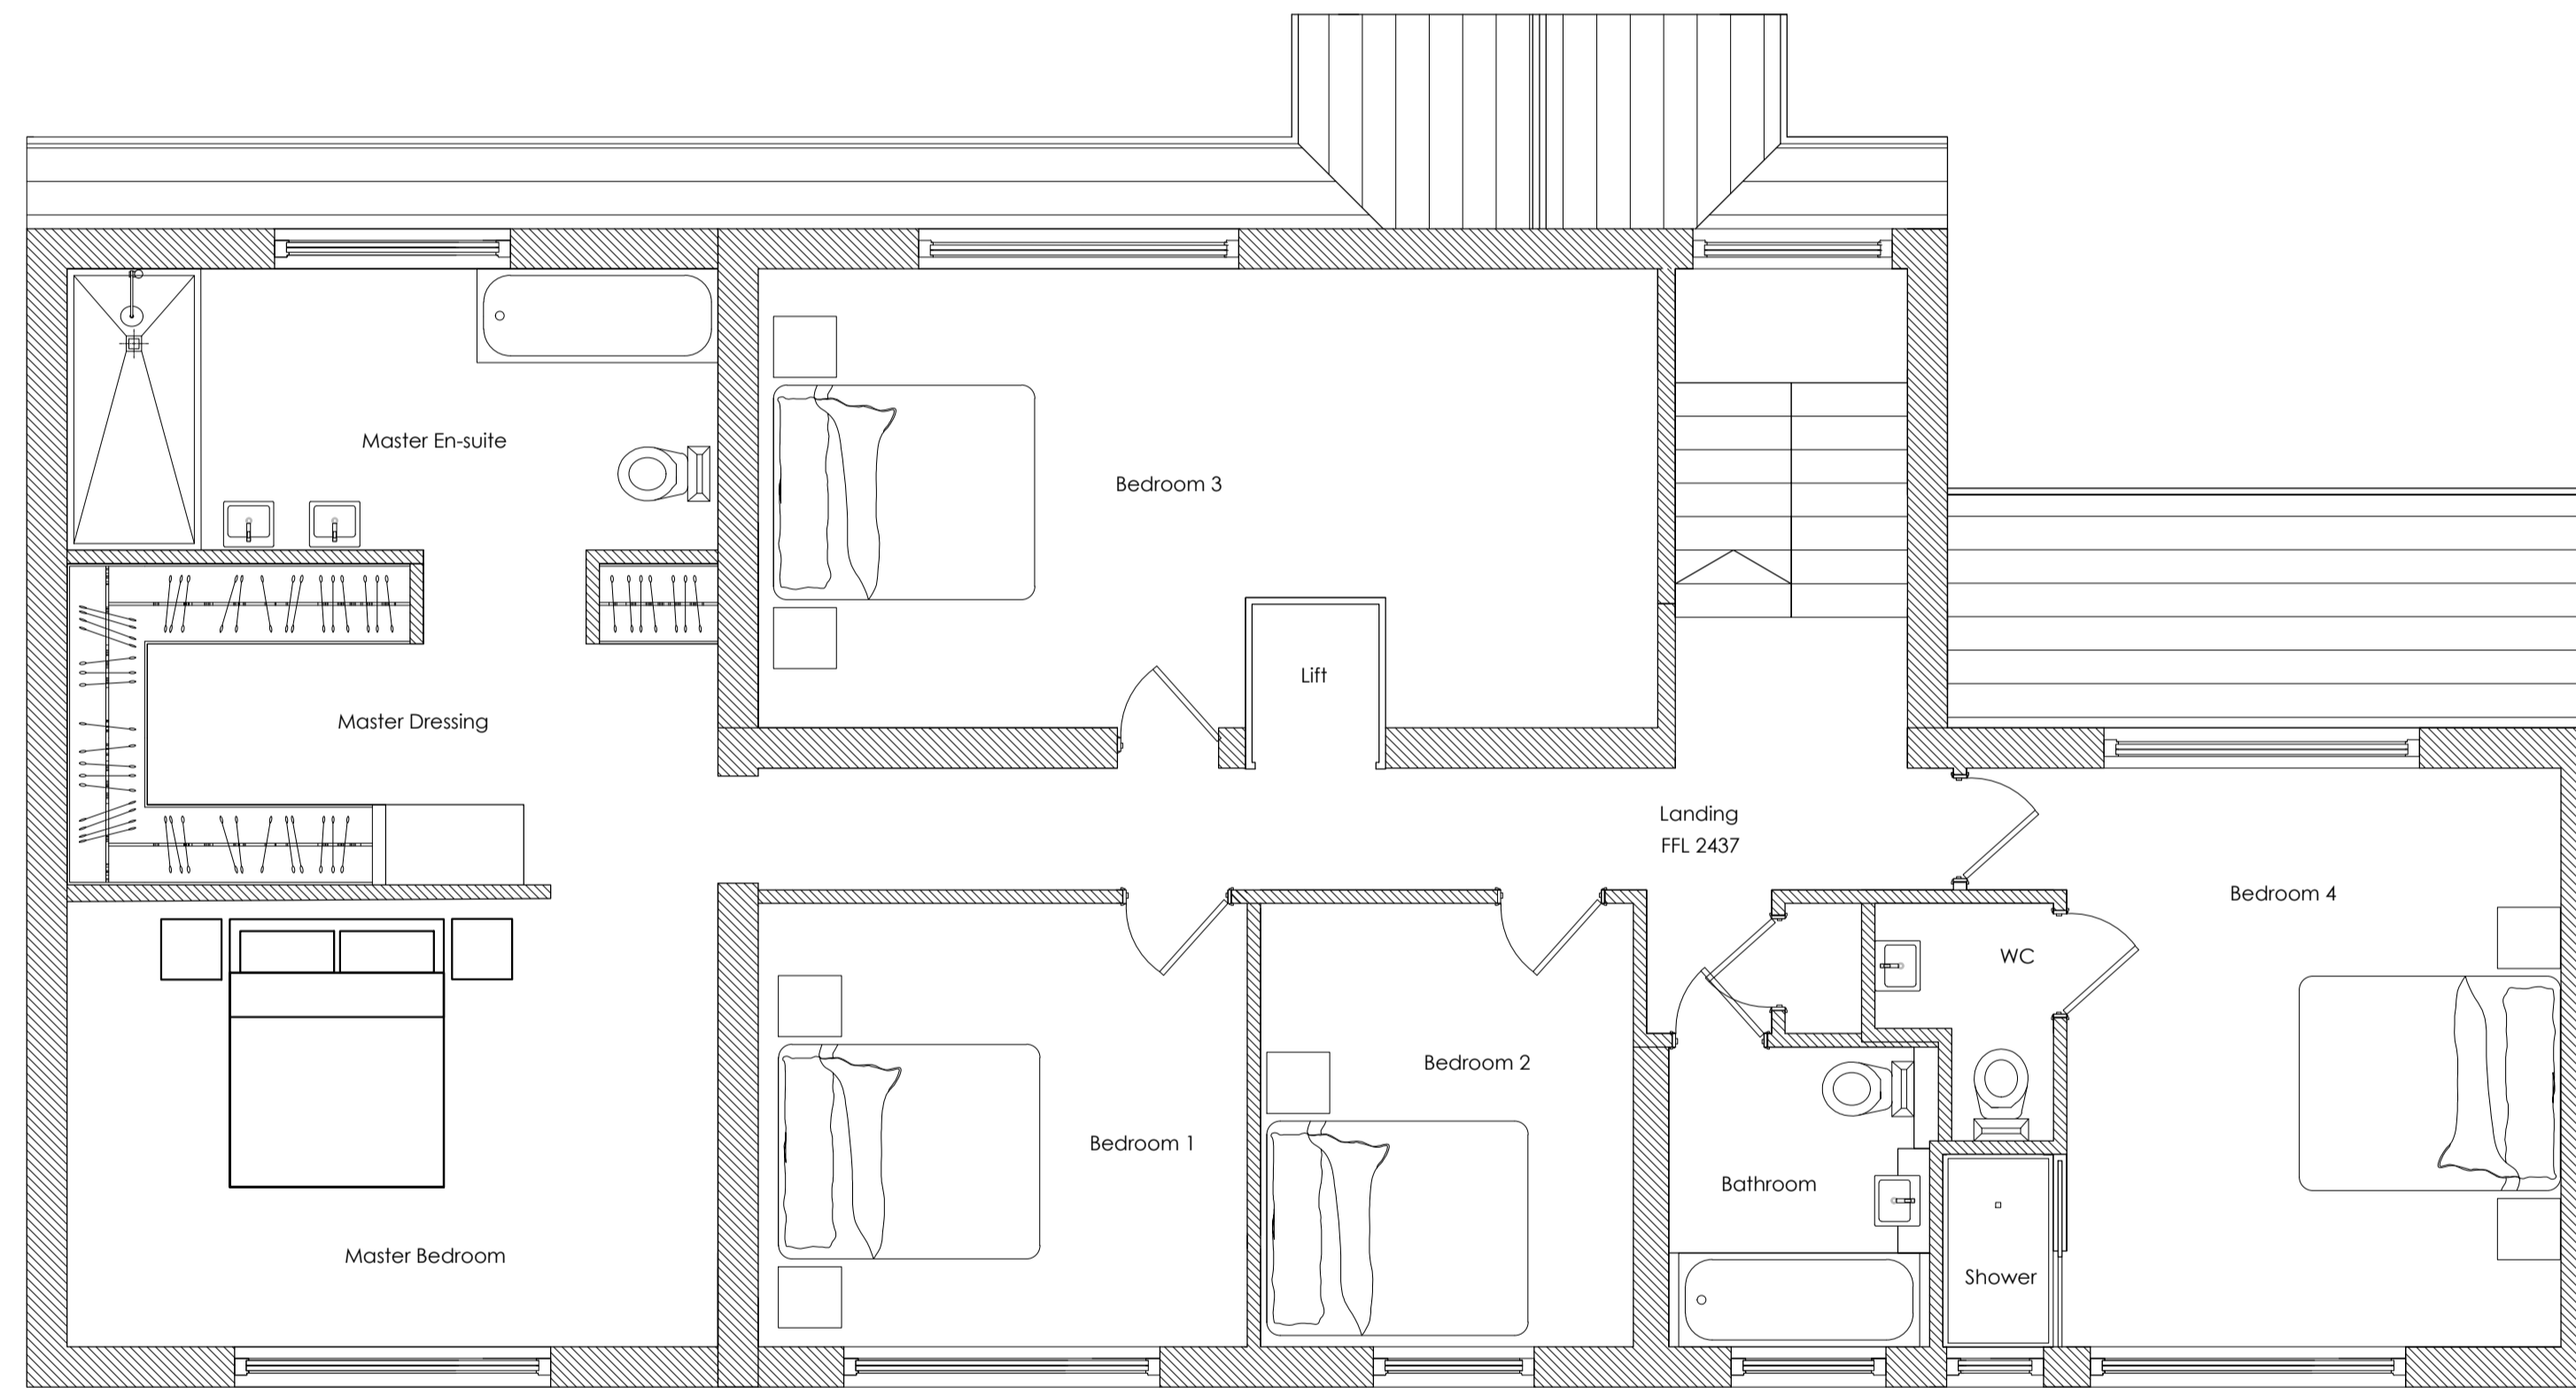 Master En-suite
Bedroom 3
Lift
Master Dressing
Landing
FFL 2437
Bedroom 4
WC
Bedroom 2
Bedroom 1
Bathroom
Master Bedroom
Shower